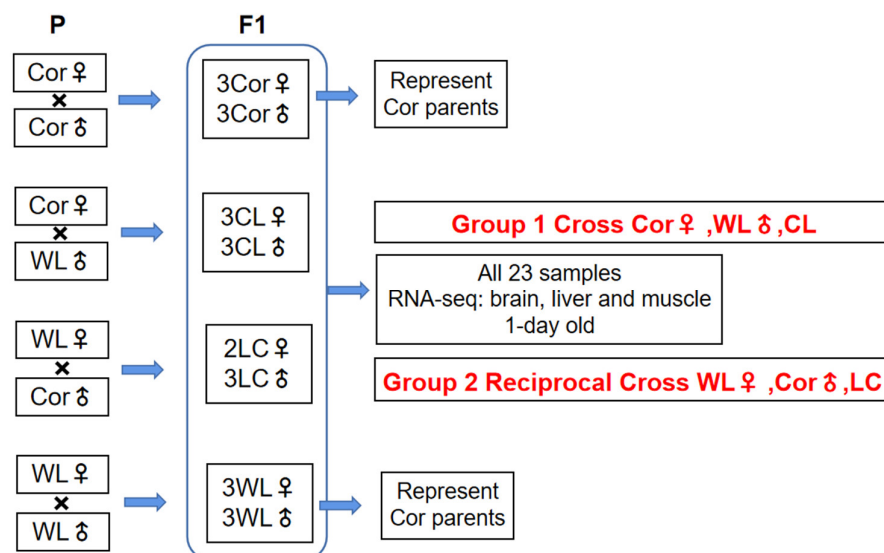 P
F1
Cor♀
×
Cor♂
3Cor♀
3Cor♂
Represent
Cor parents
Cor♀
×
WL♂
3CL♀
3CL♂
Group 1 Cross Cor♀ ,WL♂,CL
All 23 samples
RNA-seq: brain, liver and muscle
1-day old
WL♀
×
Cor♂
2LC♀
3LC♂
Group 2 Reciprocal Cross WL♀ ,Cor♂,LC
WL♀
×
WL♂
3WL♀
3WL♂
Represent
Cor parents